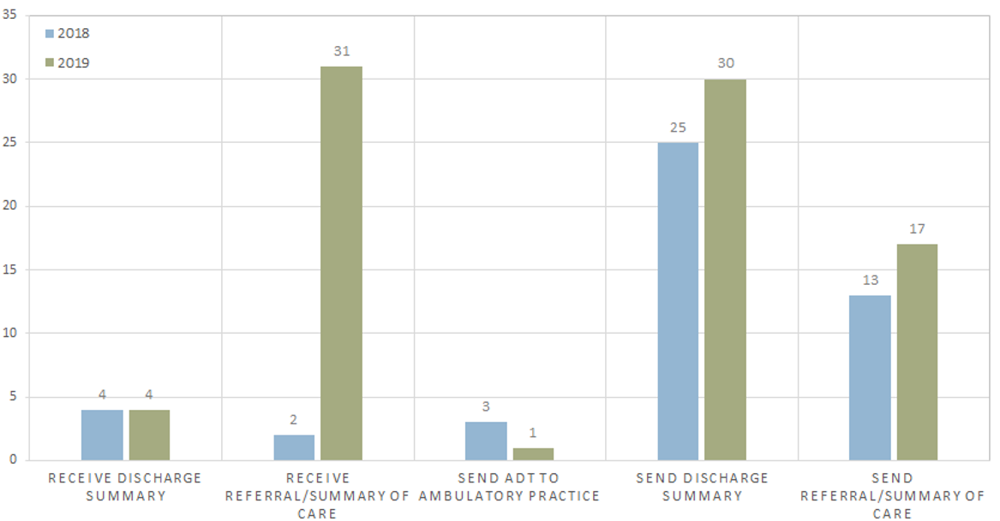 35
2018
2019
31
30
30
25
25
20
17
15
13
10
5
4
4
2
3
1
0
RECEIVE DISCHARGE
SUMMARY
RECEIVE
REFERRAL/SUMMARY OF
CARE
SEND ADT TO
AMBULATORY PRACTICE
SEND DISCHARGE
SUMMARY
SEND
REFERRAL/SUMMARY OF
CARE